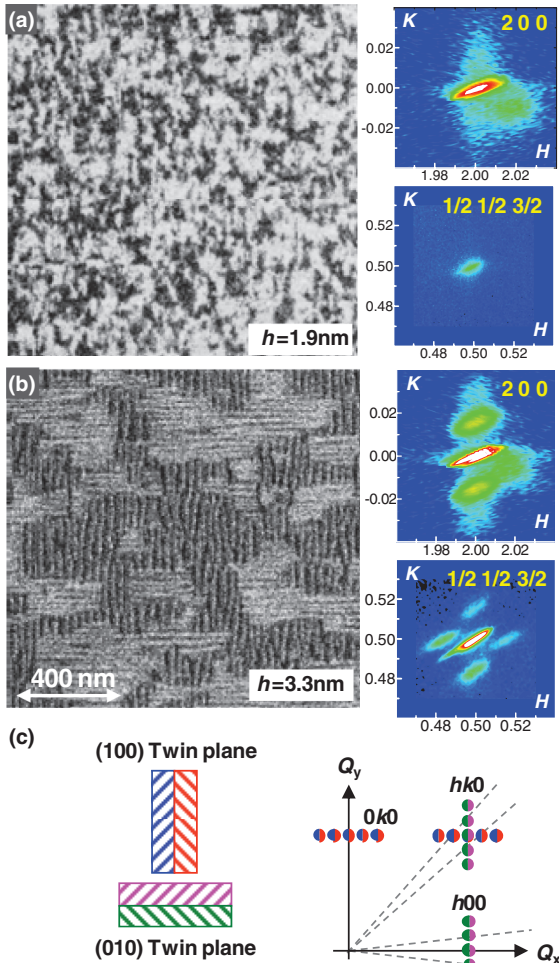 (a)
h=1.9nm
K
2 0 0
0.02
0.00
-0.02
H
1.98 2.00 2.02
K
1/2 1/2 3/2
0.50
0.48
H
0.48 0.50 0.52
(b)
400 nm
h=3.3nm
K
2 0 0
0.02
0.00
-0.02
H
1.98 2.00 2.02
K
1/2 1/2 3/2
0.52
0.50
0.48
H
0.48 0.50 0.52
(c)
(100) Twin plane
(010) Twin plane
Qy
0k0
hk0
h00
Qx